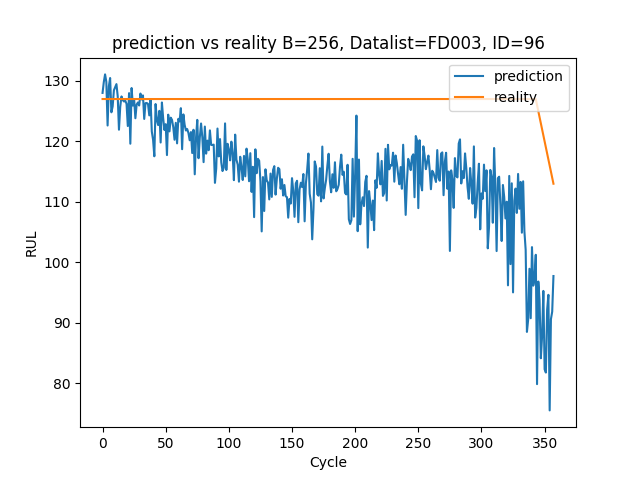 prediction vs reality B=256, Datalist=FD003, ID=96
prediction
reality
130
120
110
100
90
80
RUL
0 50 100 150 200 250 300 350
Cycle